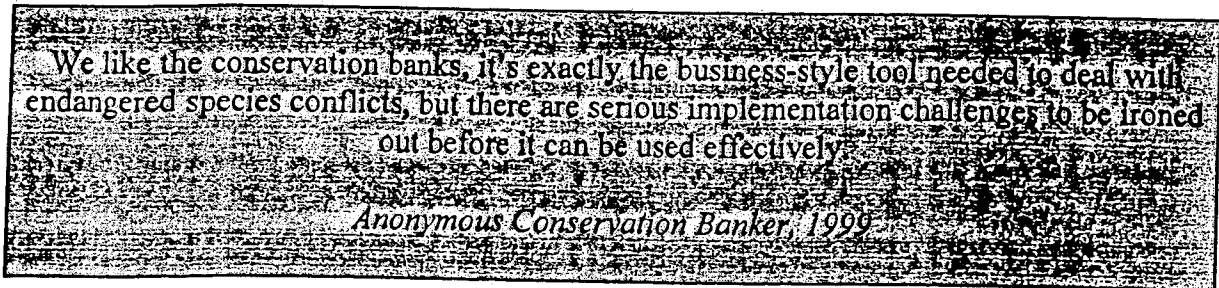 We like the conservation banks, it's exactly the business-style tool needed to deal with
endangered species conflicts, but there are serious implementation challenges to be ironed
out before it can be used effectively.
Anonymous Conservation Banker, 1999